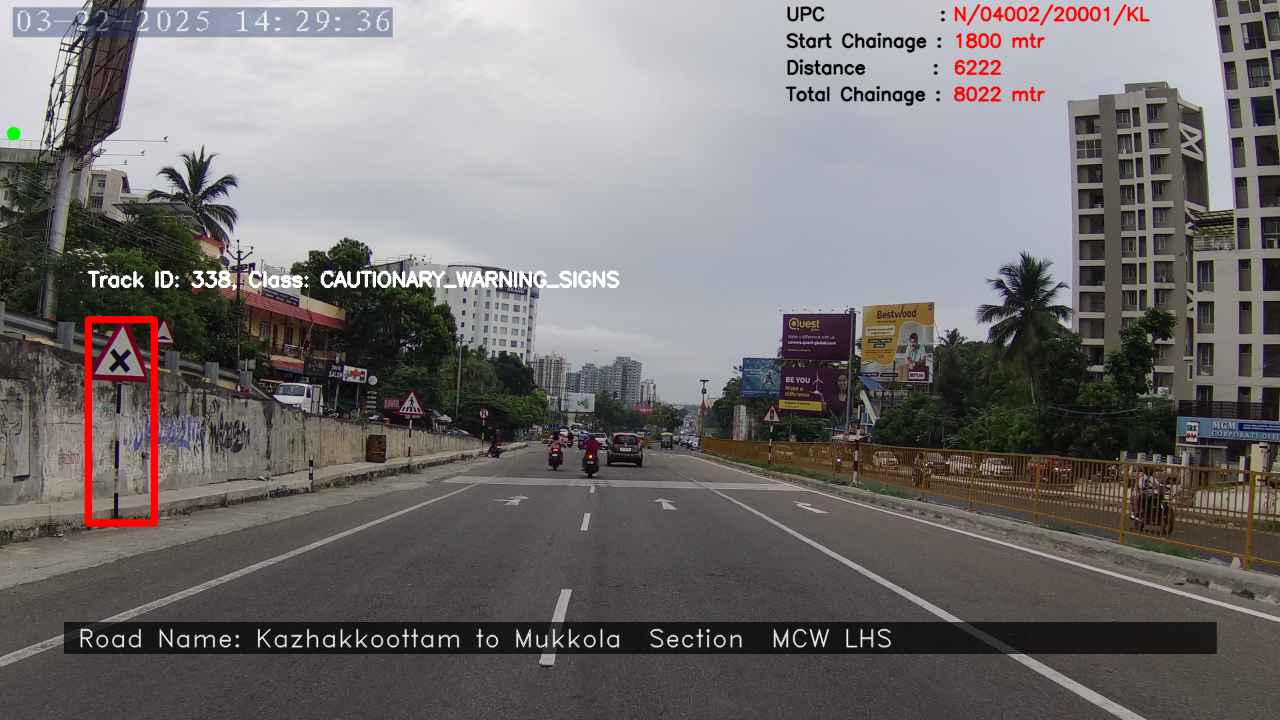 03-22-2025 14:29:36
UPC : N/04002/20001/KL
Start Chainage : 1800 mtr
Distance : 6222
Total Chainage : 8022 mtr
Track ID: 338, Class: CAUTIONARY_WARNING_SIGNS
Quest
Bestwood
BE YOU
MGM
Road Name: Kazhakkoottam to Mukkola Section MCW LHS